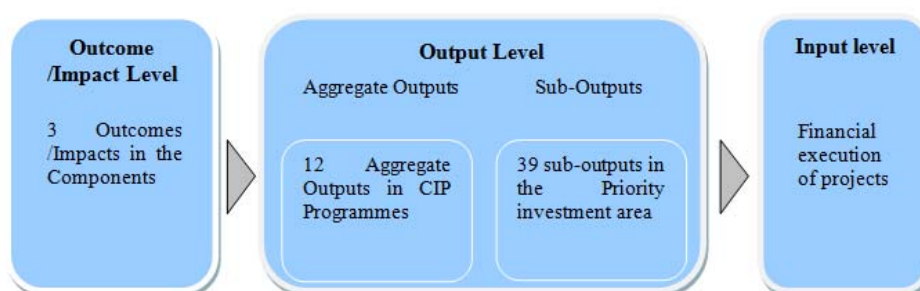 Outcome
/Impact Level
3 Outcomes
/Impacts in the
Components
Output Level
Aggregate Outputs
12 Aggregate
Outputs in CIP
Programmes
Sub-Outputs
39 sub-outputs in
the Priority
investment area
Input level
Financial
execution
of projects